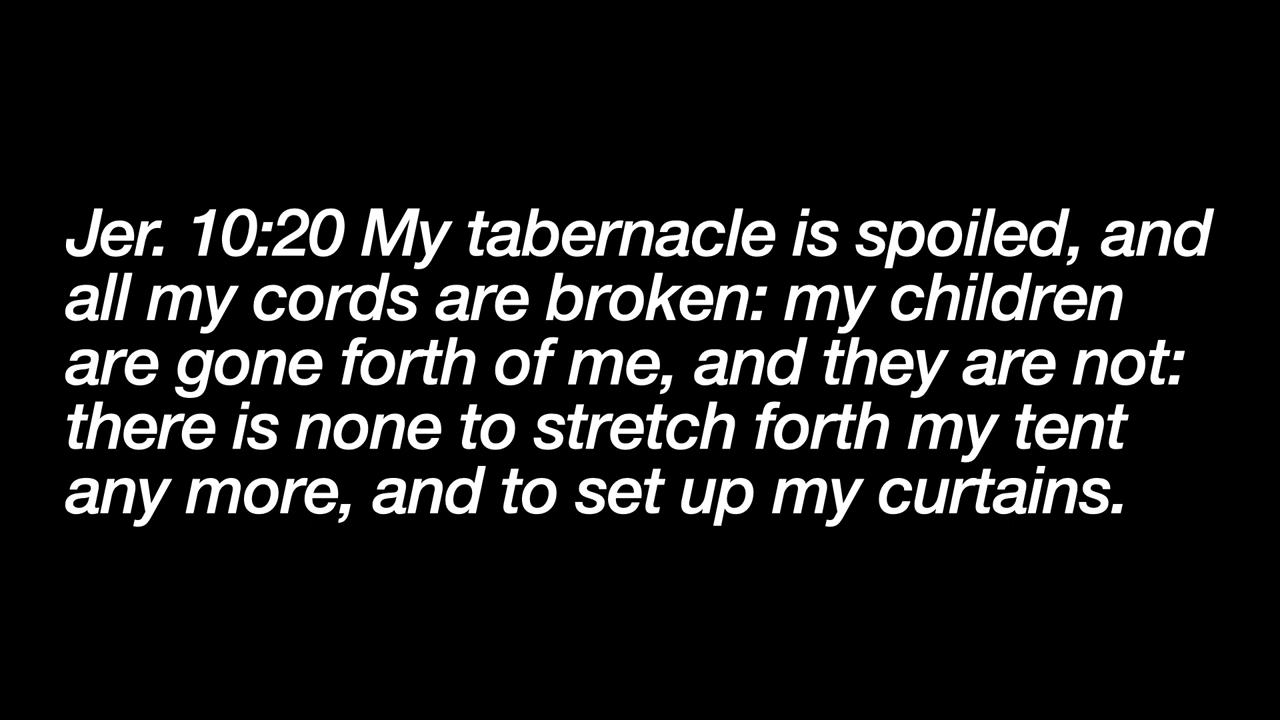 Jer. 10:20 My tabernacle is spoiled, and
all my cords are broken: my children
are gone forth of me, and they are not:
there is none to stretch forth my tent
any more, and to set up my curtains.